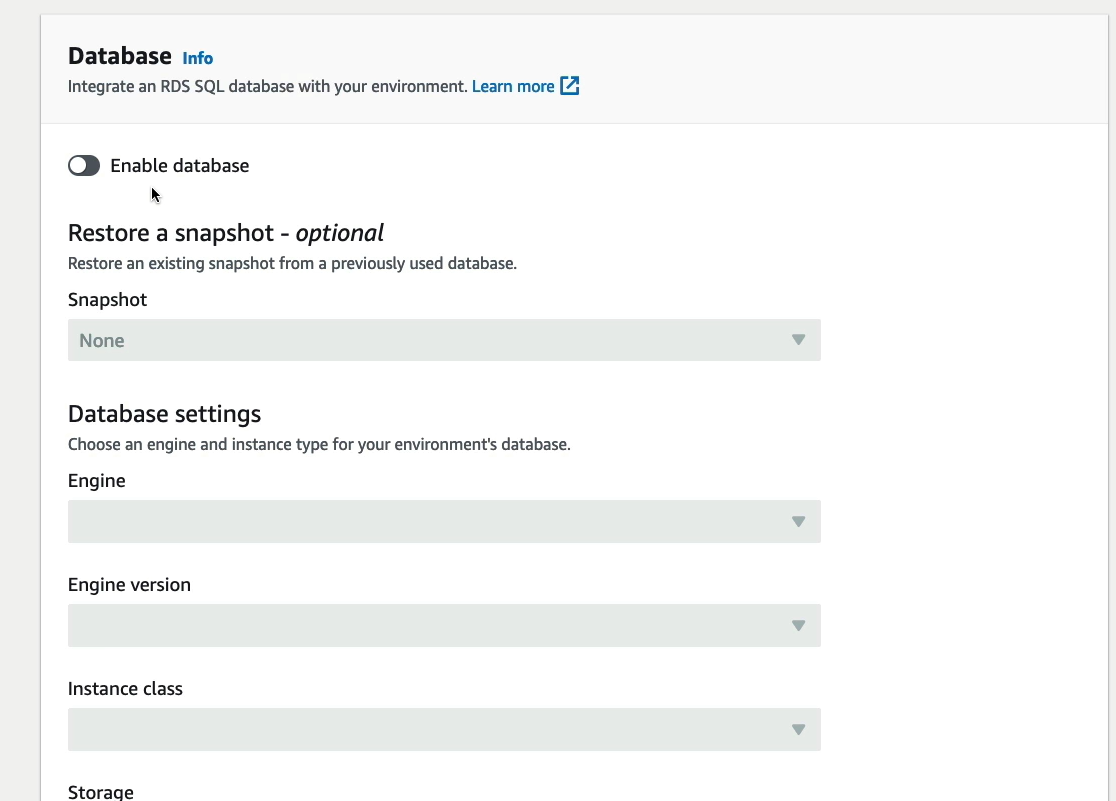 Database Info
Integrate an RDS SQL database with your environment. Learn more
Enable database
Restore a snapshot - optional
Restore an existing snapshot from a previously used database.
Snapshot
None
Database settings
Choose an engine and instance type for your environment's database.
Engine
Engine version
Instance class
Storage